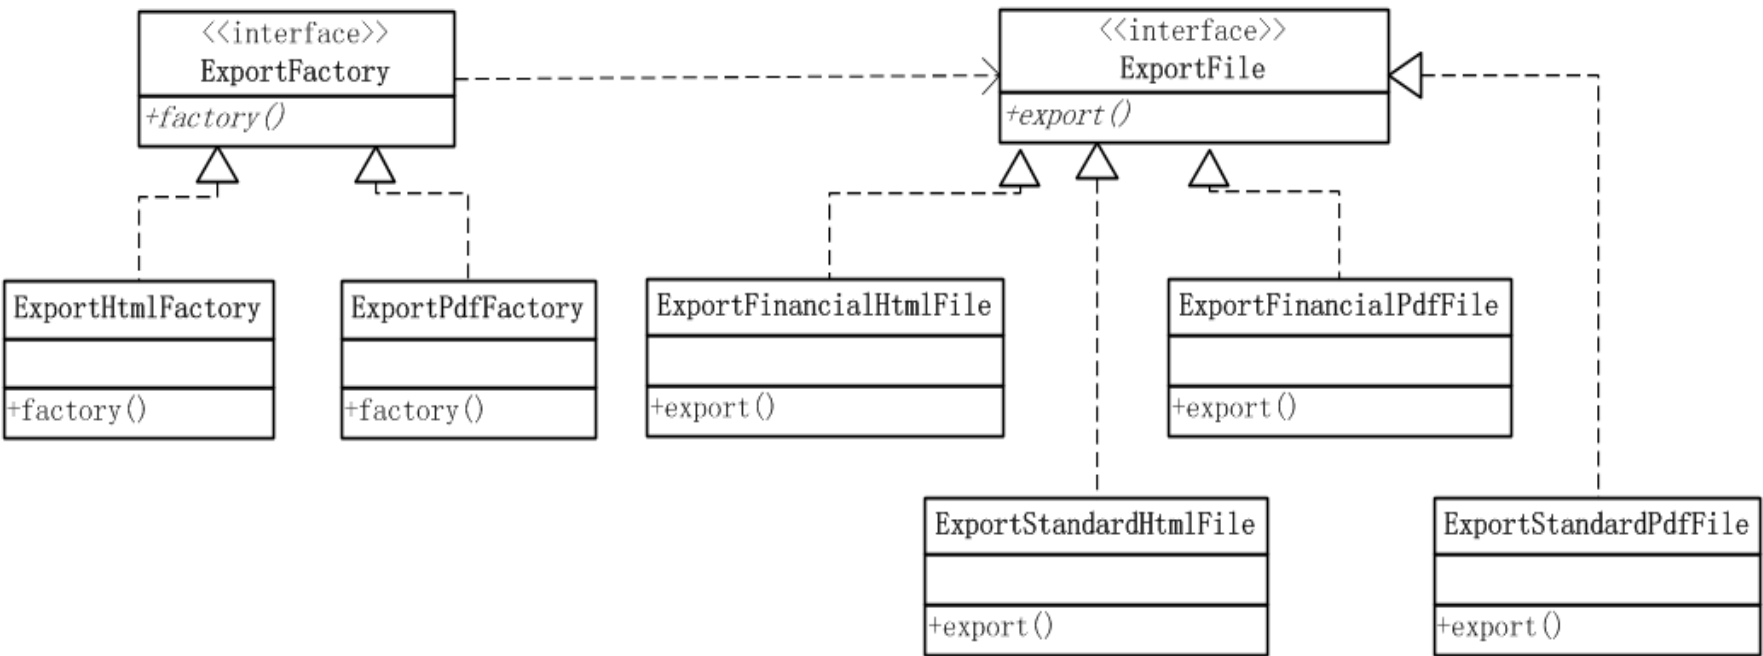 <<interface>>
ExportFactory
+factory()
<<interface>>
ExportFile
+export()
ExportHtmlFactory
+factory()
ExportPdfFactory
+factory()
ExportFinancialHtmlFile
+export()
ExportFinancialPdfFile
+export()
ExportStandardHtmlFile
+export()
ExportStandardPdfFile
+export()